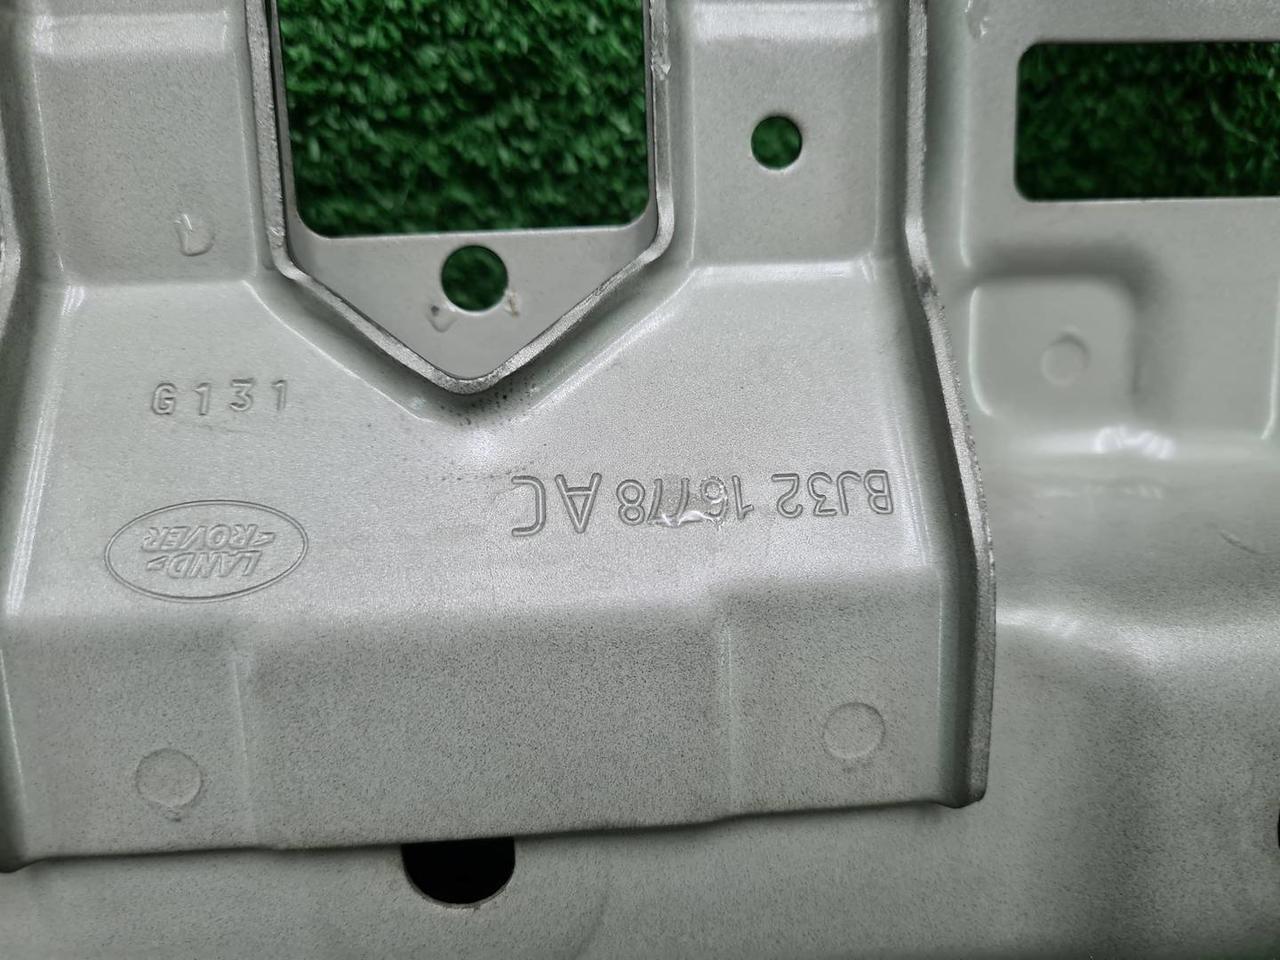 G131
BJ32 16778 AC
LAND-
-ROVER